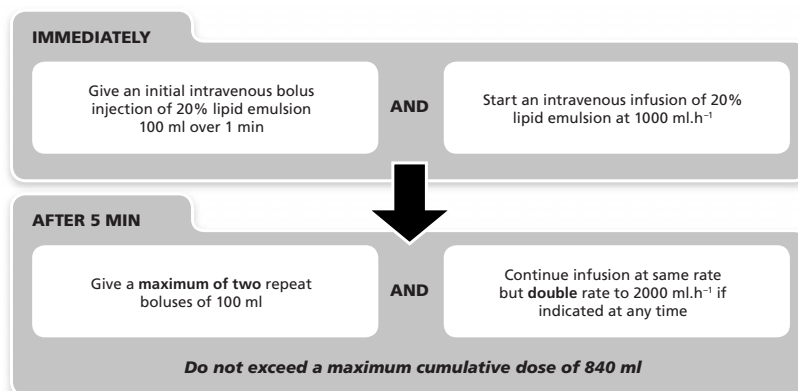 IMMEDIATELY
Give an initial intravenous bolus
injection of 20% lipid emulsion
100 ml over 1 min
AND
Start an intravenous infusion of 20%
lipid emulsion at 1000 ml.h⁻¹
AFTER 5 MIN
Give a maximum of two repeat
boluses of 100 ml
AND
Continue infusion at same rate
but double rate to 2000 ml.h⁻¹ if
indicated at any time
Do not exceed a maximum cumulative dose of 840 ml